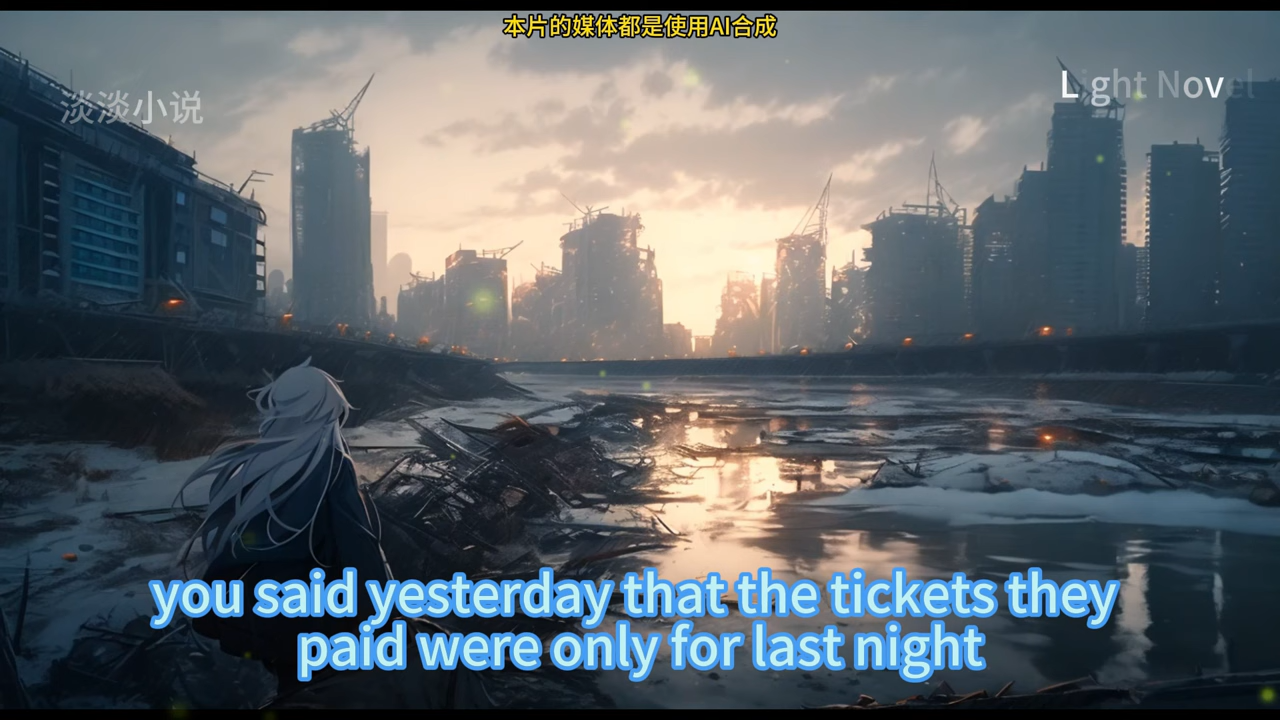 本片的媒体都是使用AI合成
淡淡小说
Light Novel
you said yesterday that the tickets they
paid were only for last night